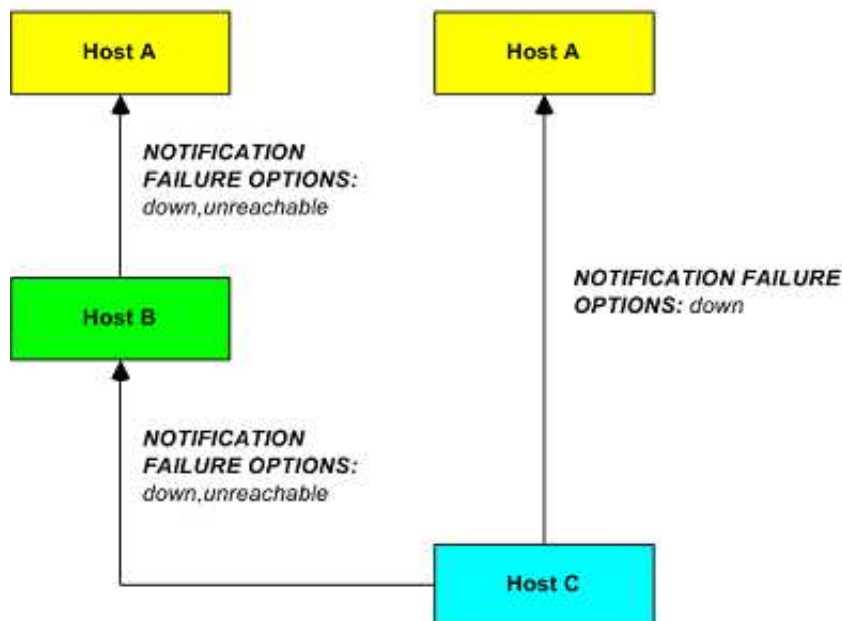 Host A
Host A
NOTIFICATION
FAILURE OPTIONS:
down,unreachable
NOTIFICATION FAILURE
OPTIONS: down
Host B
NOTIFICATION
FAILURE OPTIONS:
down,unreachable
Host C